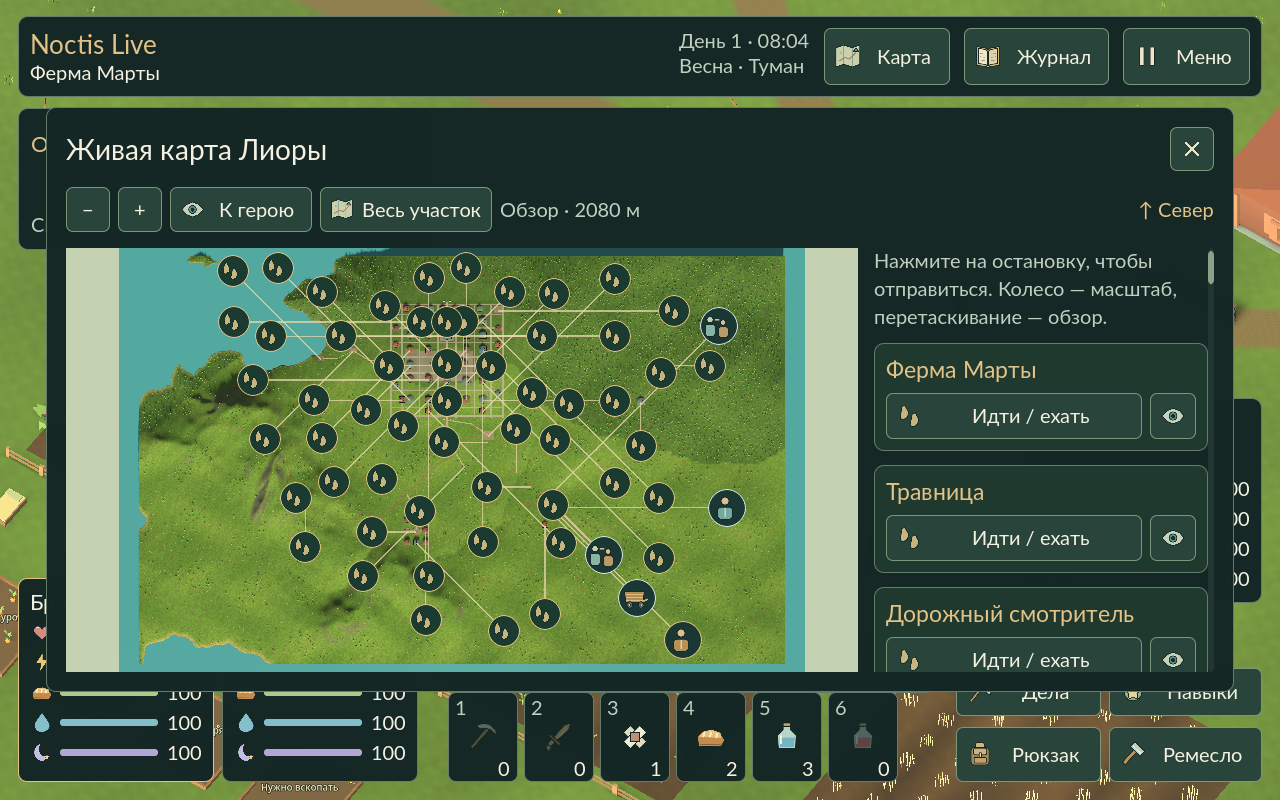 Noctis Live
Ферма Марты
День 1 · 08:04
Весна · Туман
Карта
Журнал
Меню
Живая карта Лиоры
×
−
+
К герою
Весь участок
Обзор · 2080 м
↑ Север
Нажмите на остановку, чтобы
отправиться. Колесо — масштаб,
перетаскивание — обзор.
Ферма Марты
Идти / ехать
Травница
Идти / ехать
Дорожный смотритель
Идти / ехать
100
100
100
100
100
100
1
0
2
0
3
1
4
2
5
3
6
0
Дела
Навыки
Рюкзак
Ремесло
Нужно вскопать